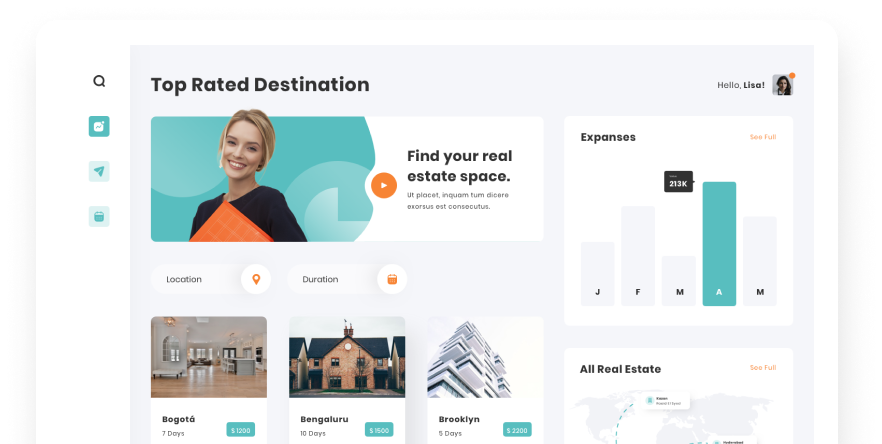 Top Rated Destination
Hello, Lisa!
Find your real
estate space.
Ut placet, inquam tum dicere
exorsus est consecutus.
Location
Duration
Bogotá
7 Days
$ 1200
Bengaluru
10 Days
$ 1500
Brooklyn
5 Days
$ 2200
Expanses
See Full
213K
J
F
M
A
M
All Real Estate
See Full